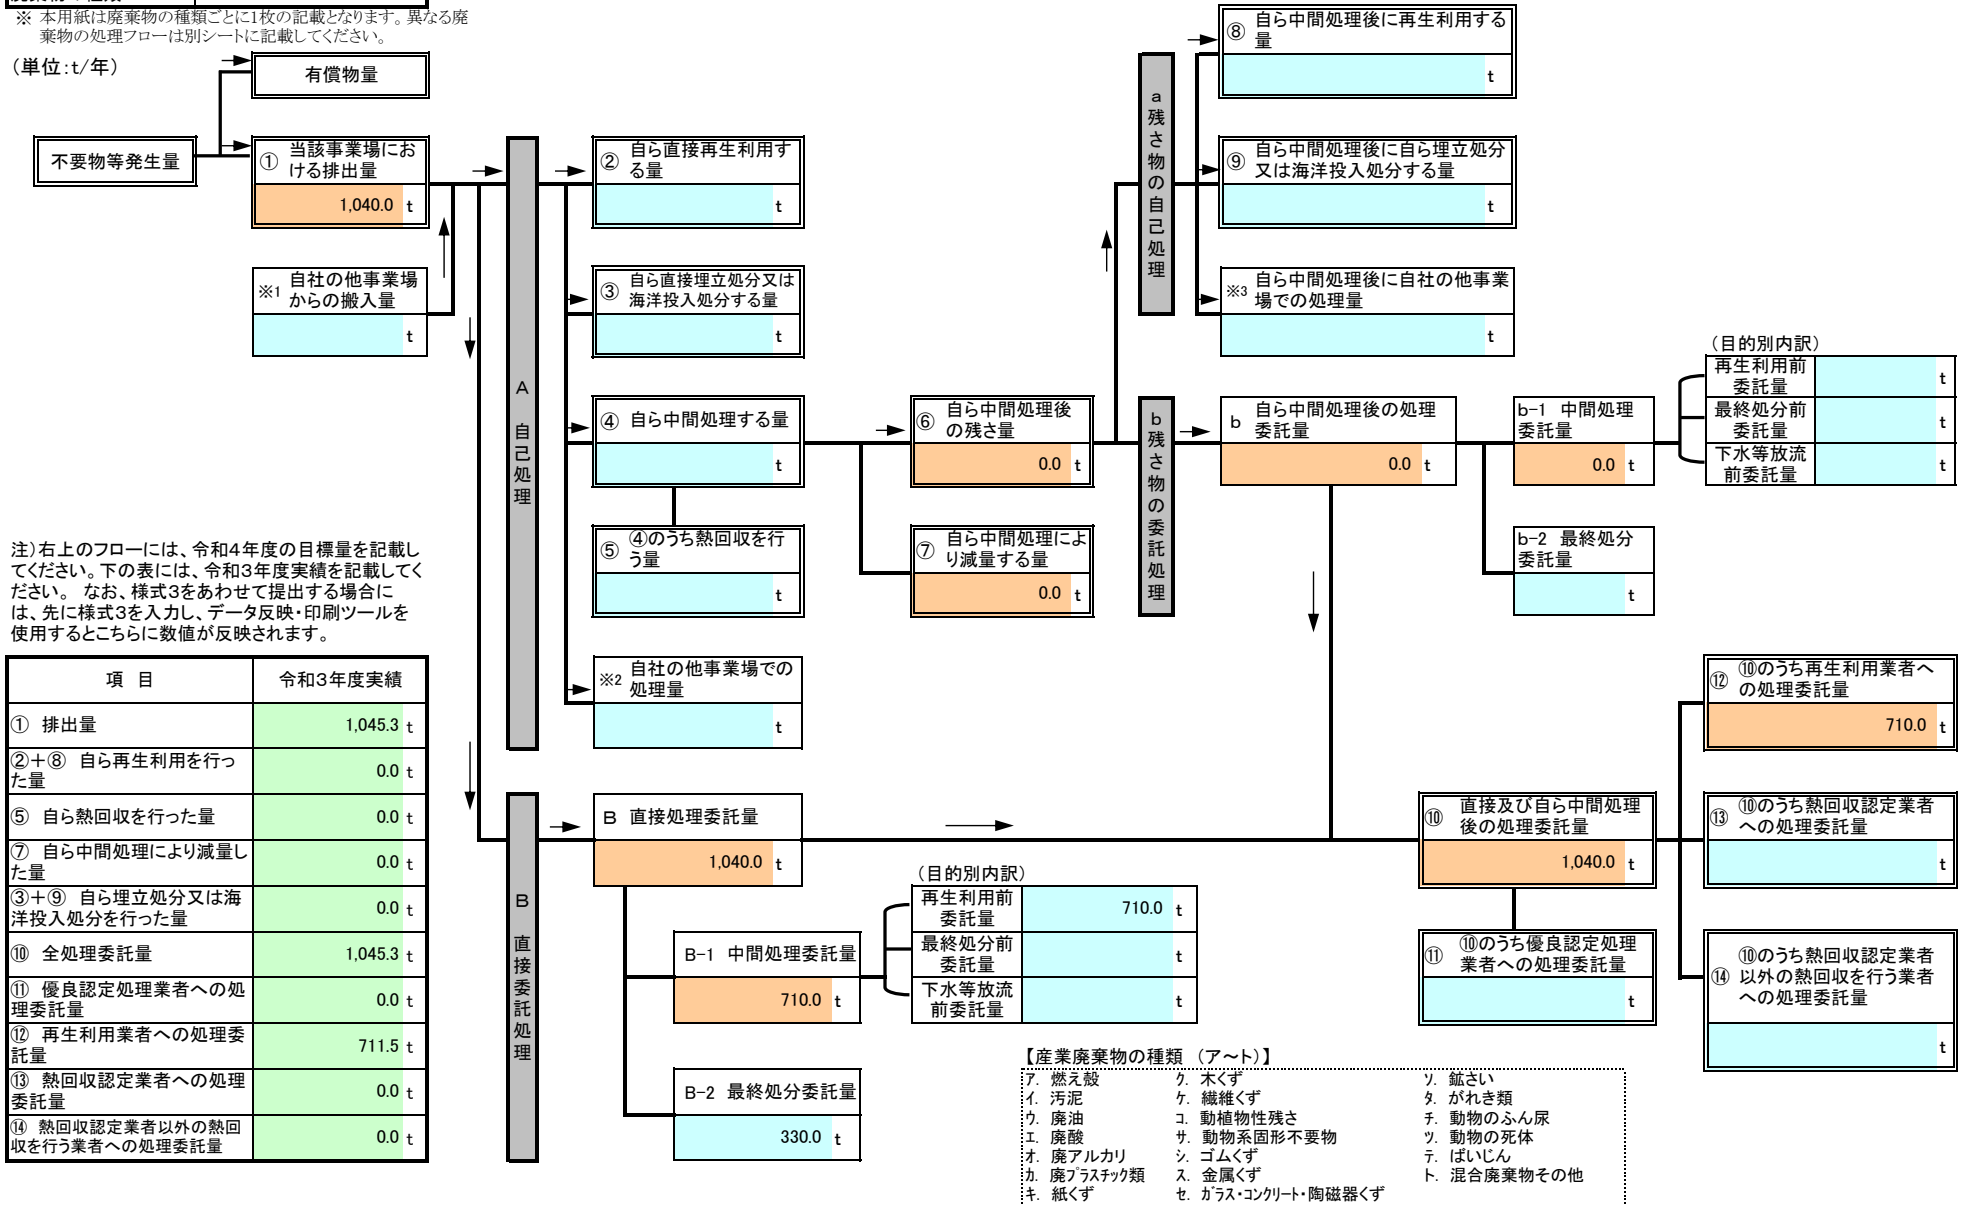 ※ 本用紙は廃棄物の種類ごとに1枚の記載となります。異なる廃
棄物の処理フローは別シートに記載してください。
(単位:t/年)
有償物量
不要物等発生量
① 当該事業場にお
ける排出量
1,040.0 t
※1 自社の他事業場
からの搬入量
t
A 自己処理
② 自ら直接再生利用す
る量
t
③ 自ら直接埋立処分又は
海洋投入処分する量
t
④ 自ら中間処理する量
t
⑤ ④のうち熱回収を行
う量
t
※2 自社の他事業場での
処理量
t
⑥ 自ら中間処理後
の残さ量
0.0 t
⑦ 自ら中間処理によ
り減量する量
0.0 t
a残さ物の自己処理
⑧ 自ら中間処理後に再生利用する
量
t
⑨ 自ら中間処理後に自ら埋立処分
又は海洋投入処分する量
t
※3 自ら中間処理後に自社の他事業
場での処理量
t
b残さ物の委託処理
b 自ら中間処理後の処理
委託量
0.0 t
b-1 中間処理
委託量
0.0 t
b-2 最終処分
委託量
t
(目的別内訳)
再生利用前
委託量
t
最終処分前
委託量
t
下水等放流
前委託量
t
注)右上のフローには、令和4年度の目標量を記載し
てください。下の表には、令和3年度実績を記載してく
ださい。 なお、様式3をあわせて提出する場合に
は、先に様式3を入力し、データ反映・印刷ツールを
使用するとこちらに数値が反映されます。
項 目 令和3年度実績
① 排出量 1,045.3 t
②+⑧ 自ら再生利用を行っ
た量
0.0 t
⑤ 自ら熱回収を行った量 0.0 t
⑦ 自ら中間処理により減量し
た量
0.0 t
③+⑨ 自ら埋立処分又は海
洋投入処分を行った量
0.0 t
⑩ 全処理委託量 1,045.3 t
⑪ 優良認定処理業者への処
理委託量
0.0 t
⑫ 再生利用業者への処理委
託量
711.5 t
⑬ 熱回収認定業者への処理
委託量
0.0 t
⑭ 熱回収認定業者以外の熱回
収を行う業者への処理委託量
0.0 t
B 直接委託処理
B 直接処理委託量
1,040.0 t
B-1 中間処理委託量
710.0 t
B-2 最終処分委託量
330.0 t
(目的別内訳)
再生利用前
委託量
710.0 t
最終処分前
委託量
t
下水等放流
前委託量
t
⑩ 直接及び自ら中間処理
後の処理委託量
1,040.0 t
⑪ ⑩のうち優良認定処理
業者への処理委託量
t
⑫ ⑩のうち再生利用業者へ
の処理委託量
710.0 t
⑬ ⑩のうち熱回収認定業者
への処理委託量
t
⑭ ⑩のうち熱回収認定業者
以外の熱回収を行う業者
への処理委託量
t
【産業廃棄物の種類 (ア~ト)】
ア. 燃え殻 ク. 木くず ソ. 鉱さい
イ. 汚泥 ケ. 繊維くず タ. がれき類
ウ. 廃油 コ. 動植物性残さ チ. 動物のふん尿
エ. 廃酸 サ. 動物系固形不要物 ツ. 動物の死体
オ. 廃アルカリ シ. ゴムくず テ. ばいじん
カ. 廃プラスチック類 ス. 金属くず ト. 混合廃棄物その他
キ. 紙くず セ. ガラス・コンクリート・陶磁器くず